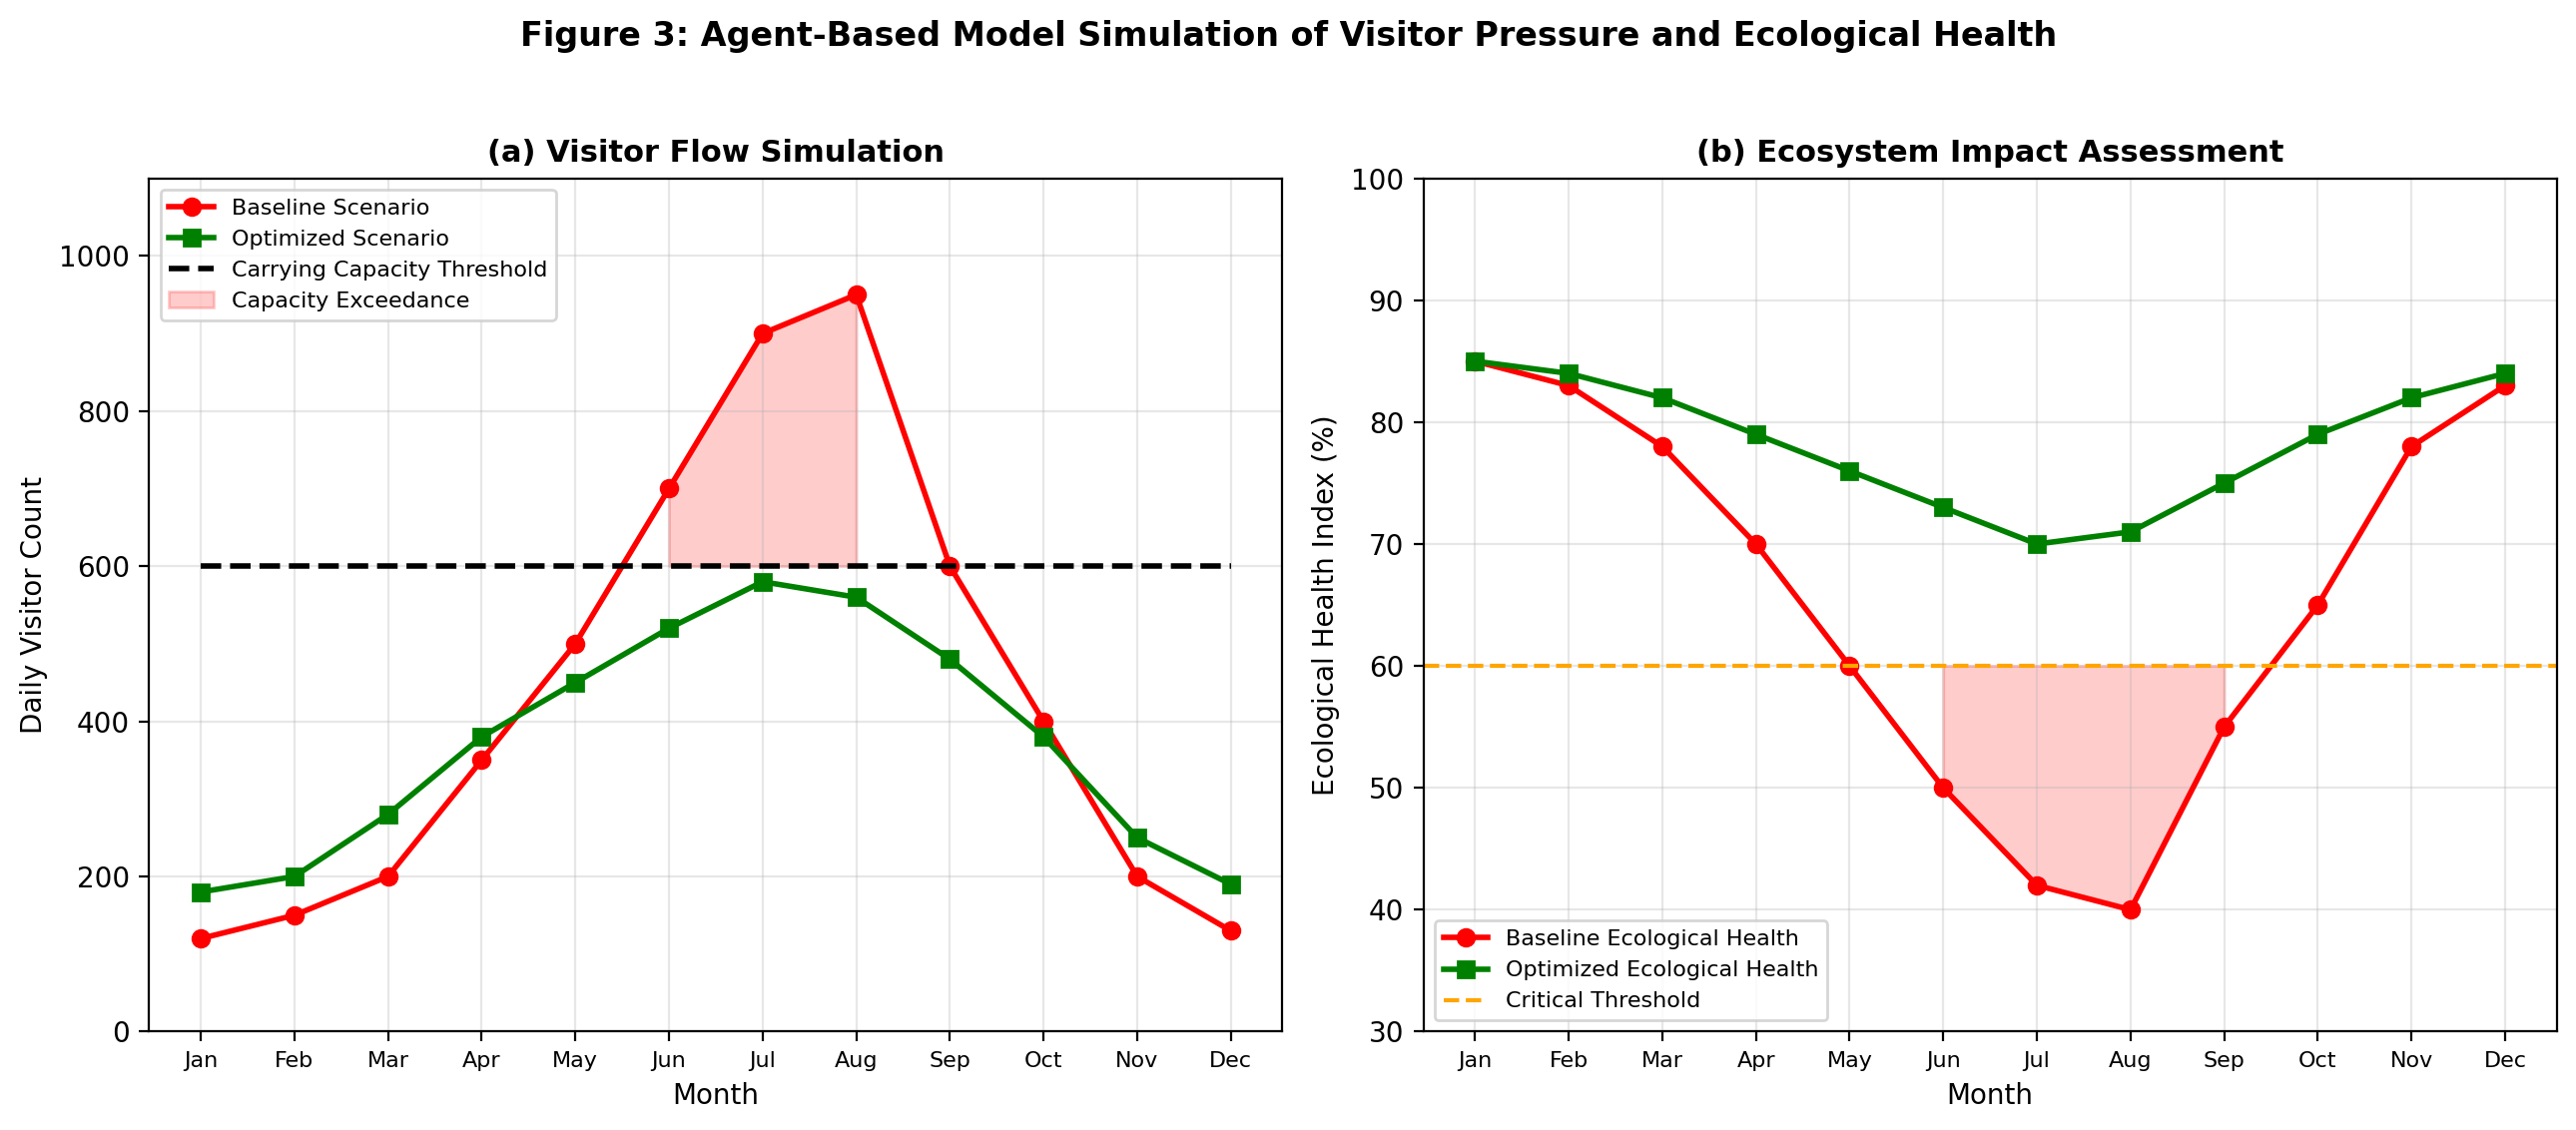 Figure 3: Agent-Based Model Simulation of Visitor Pressure and Ecological Health
(a) Visitor Flow Simulation
Baseline Scenario
Optimized Scenario
Carrying Capacity Threshold
Capacity Exceedance
Daily Visitor Count
1000
800
600
400
200
0
Jan Feb Mar Apr May Jun Jul Aug Sep Oct Nov Dec
Month
(b) Ecosystem Impact Assessment
Ecological Health Index (%)
100
90
80
70
60
50
40
30
Baseline Ecological Health
Optimized Ecological Health
Critical Threshold
Jan Feb Mar Apr May Jun Jul Aug Sep Oct Nov Dec
Month